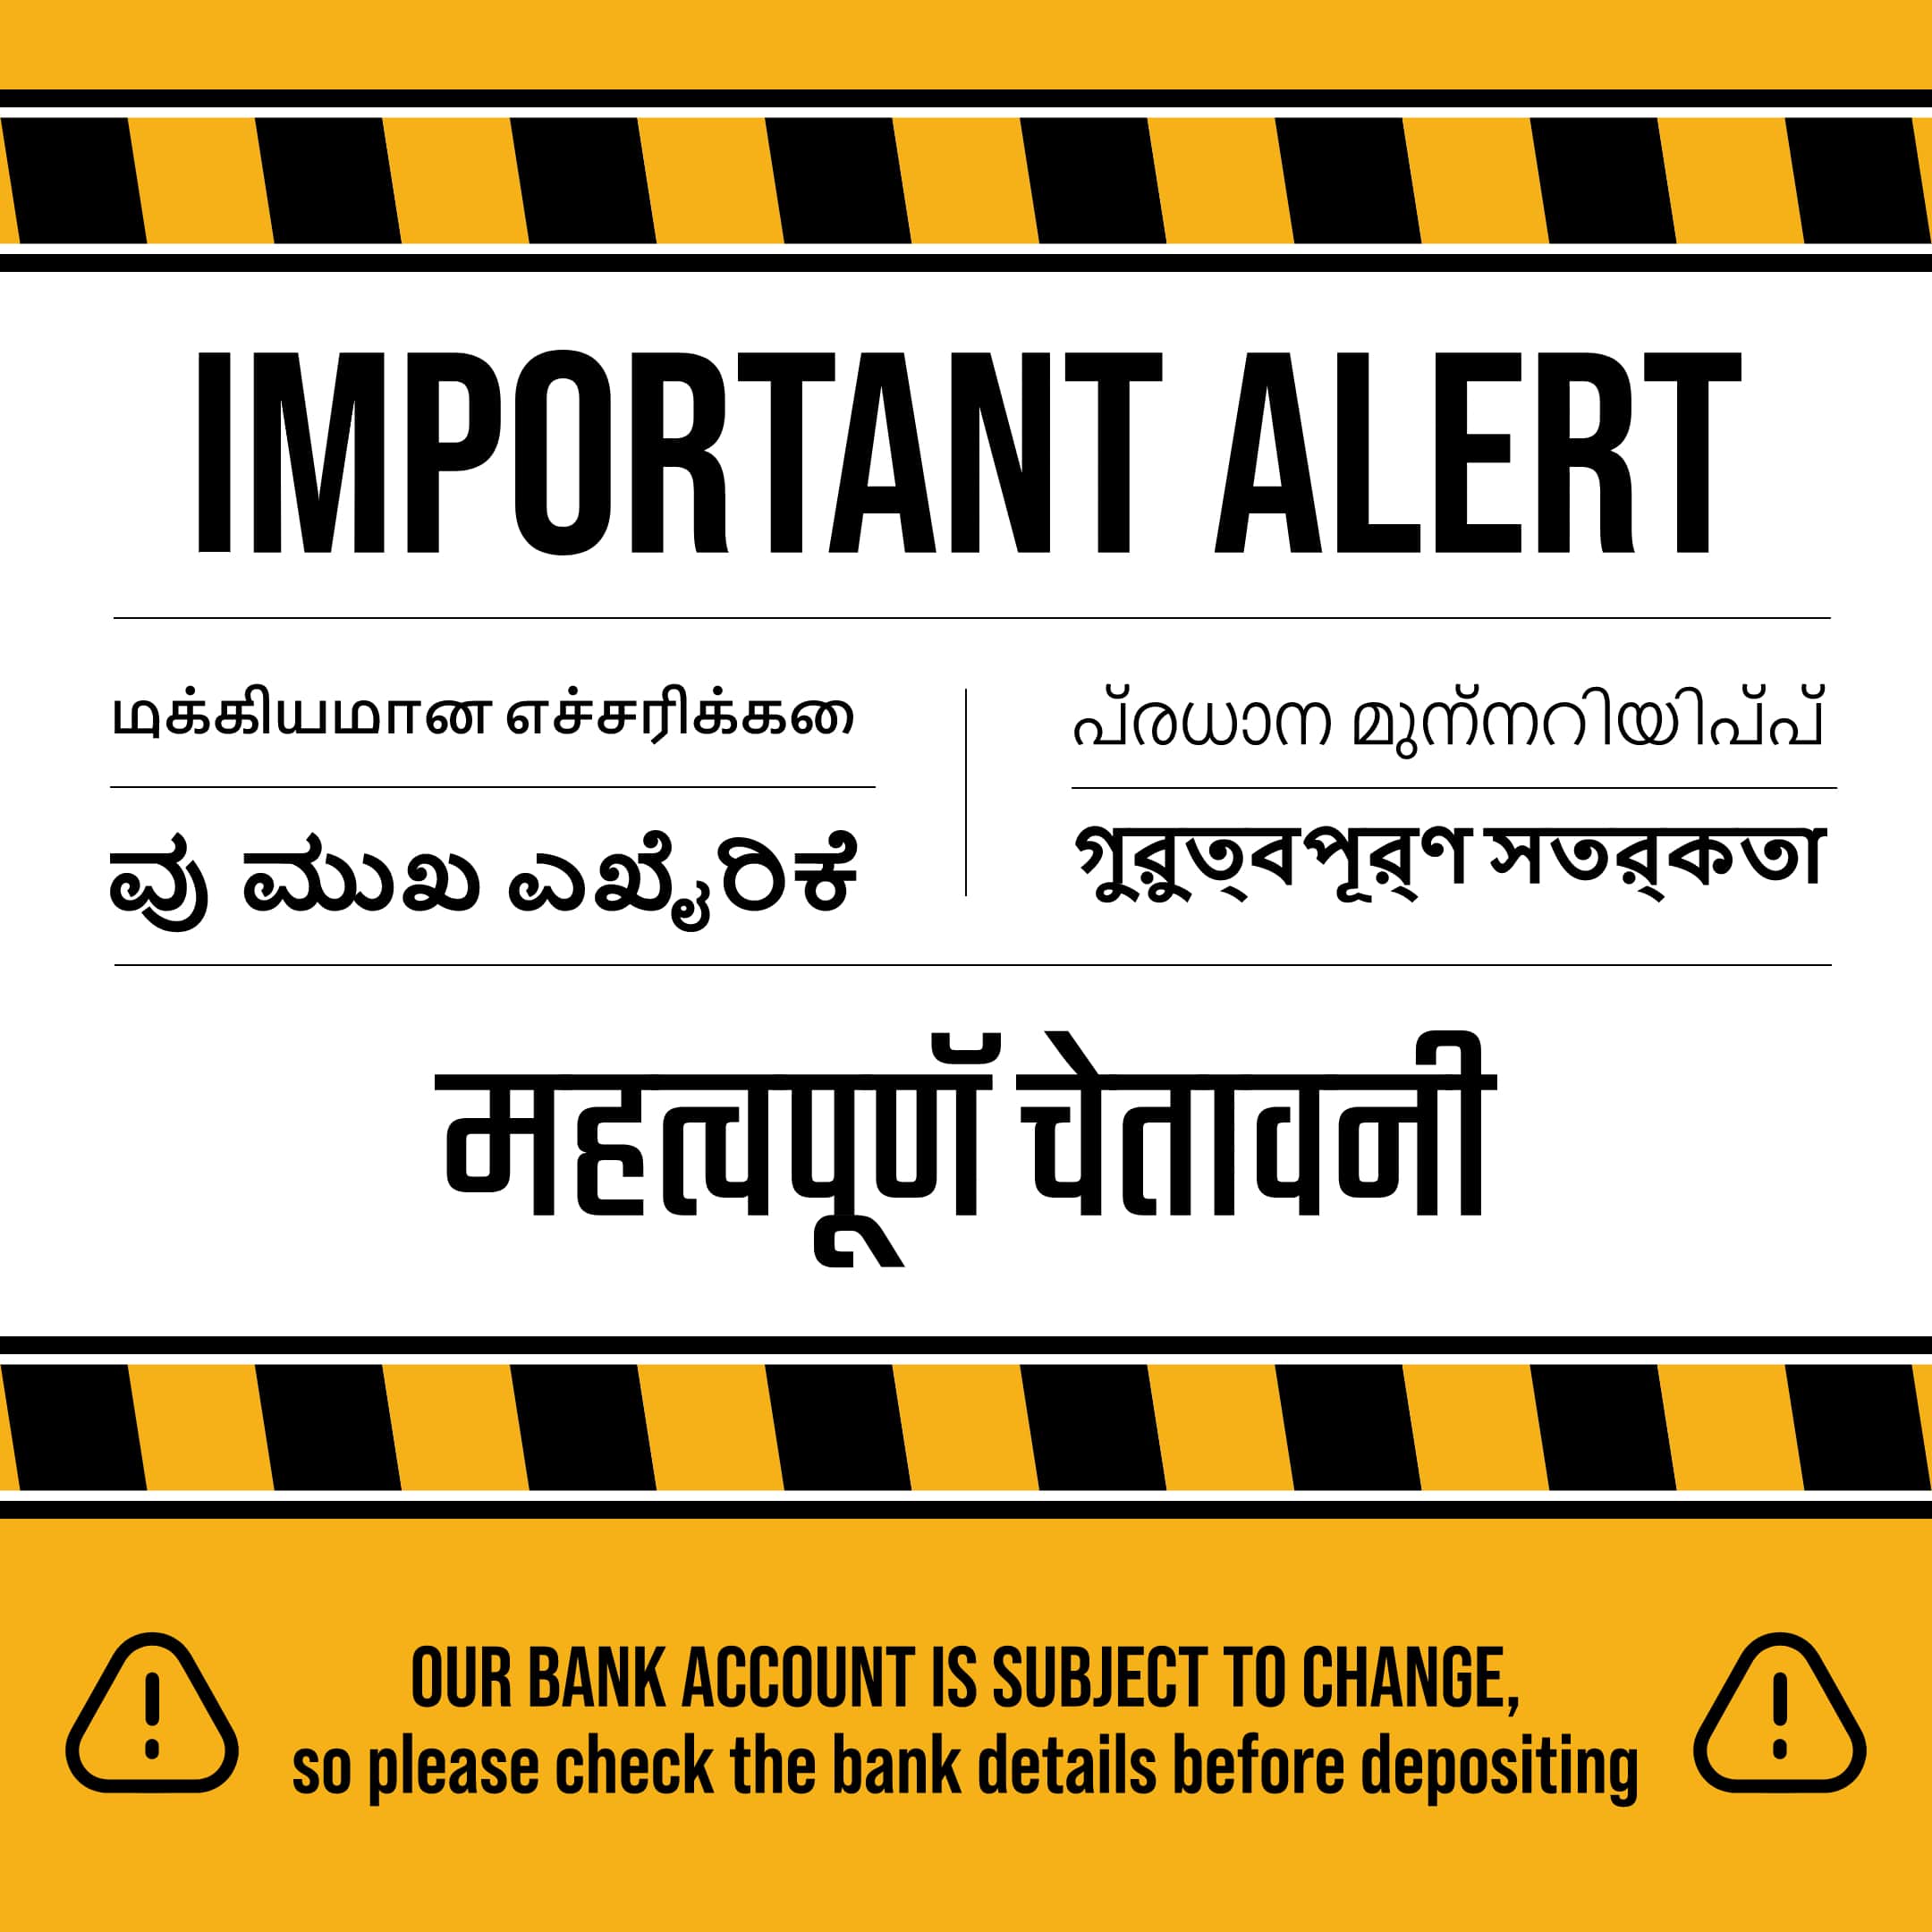 IMPORTANT ALERT
முக்கியமான எச்சரிக்கை
പ്രധാന മുന്നറിയിപ്പ്
ಪ್ರಮುಖ ಎಚ್ಚರಿಕೆ
গুরুত্বপূর্ণ সতর্কতা
महत्वपूर्ण चेतावनी
OUR BANK ACCOUNT IS SUBJECT TO CHANGE,
so please check the bank details before depositing